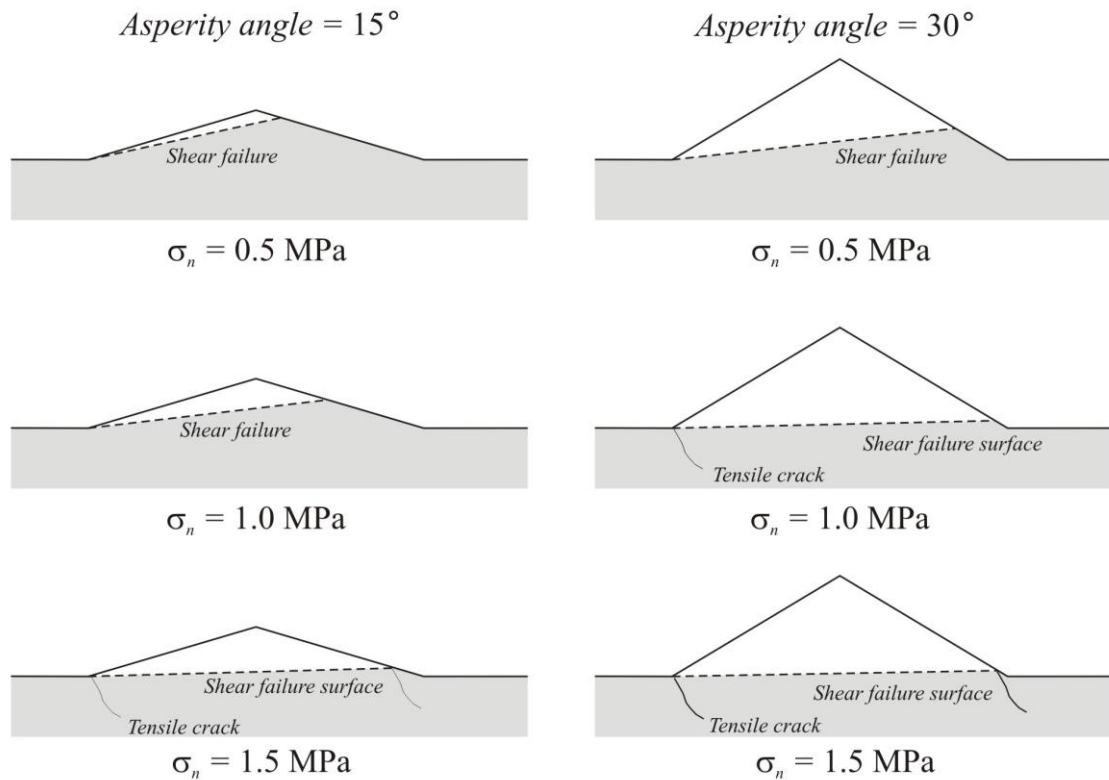 Asperity angle = 15°
Asperity angle = 30°
Shear failure
Shear failure
σn = 0.5 MPa
σn = 0.5 MPa
Shear failure
Shear failure surface
Tensile crack
σn = 1.0 MPa
σn = 1.0 MPa
Shear failure surface
Shear failure surface
Tensile crack
Tensile crack
σn = 1.5 MPa
σn = 1.5 MPa